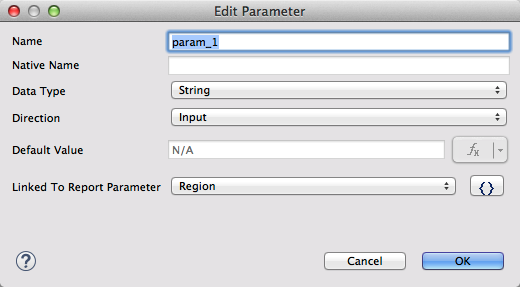 Edit Parameter
Name param_1
Native Name
Data Type String
Direction Input
Default Value N/A fx
Linked To Report Parameter Region {}
? Cancel OK